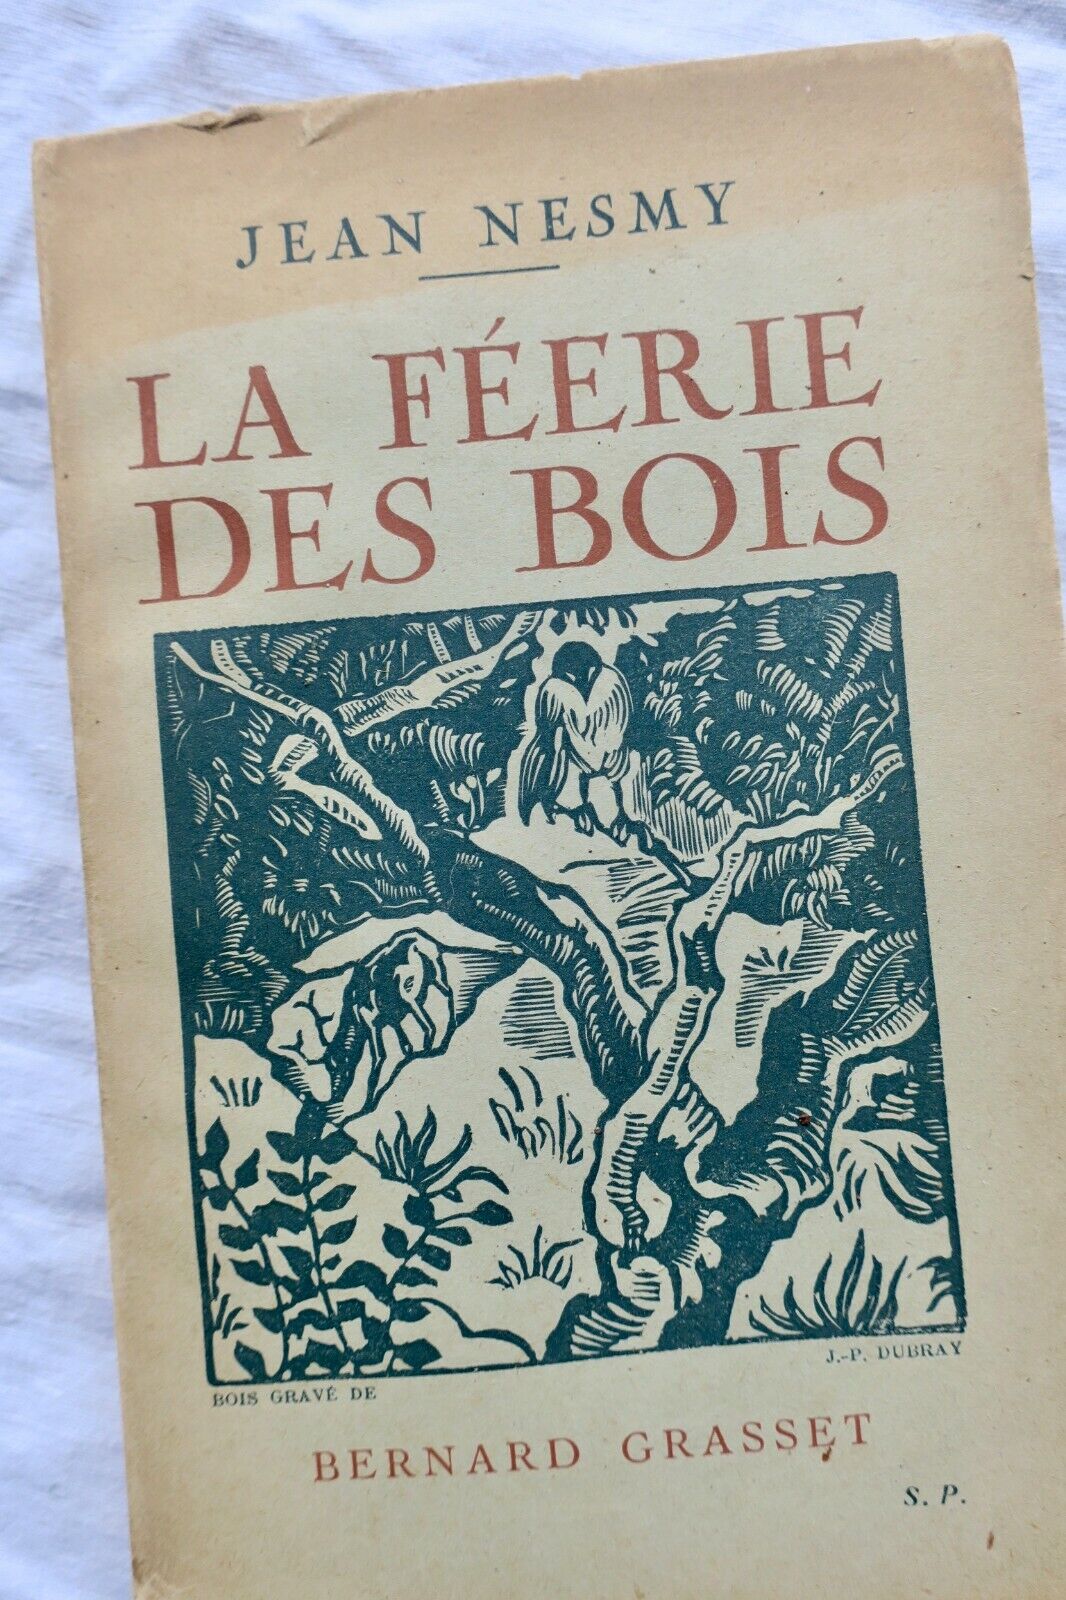 JEAN NESMY
LA FÉERIE
DES BOIS
BOIS GRAVÉ DE
J.-P. DUBRAY
BERNARD GRASSET
S. P.